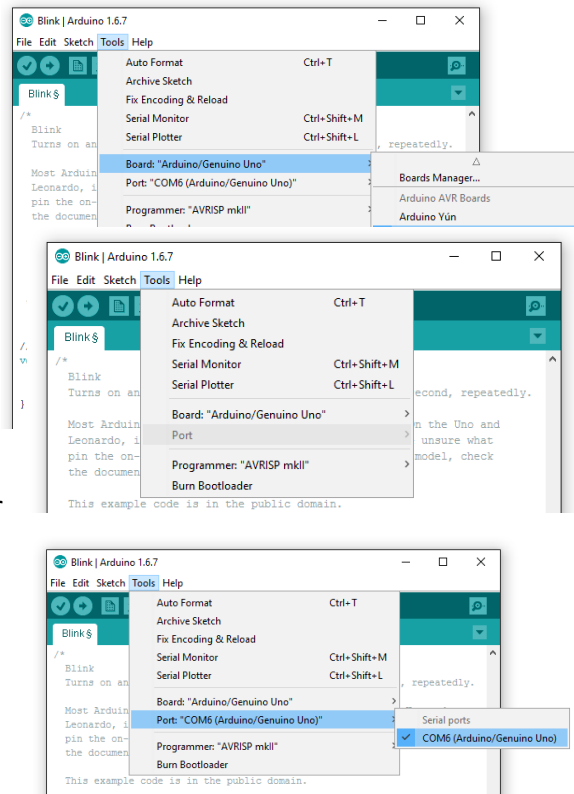 Blink | Arduino 1.6.7
File Edit Sketch Tools Help
Auto Format Ctrl+T
Archive Sketch
Fix Encoding & Reload
Serial Monitor Ctrl+Shift+M
Serial Plotter Ctrl+Shift+L
Board: "Arduino/Genuino Uno"
Port: "COM6 (Arduino/Genuino Uno)"
Programmer: "AVRISP mkII"
Boards Manager...
Arduino AVR Boards
Arduino Yún
Blink§
/*
Blink
Turns on an , repeatedly.
Most Arduin
Leonardo, i
pin the on-
the documen
}
Blink | Arduino 1.6.7
File Edit Sketch Tools Help
Auto Format Ctrl+T
Archive Sketch
Fix Encoding & Reload
Serial Monitor Ctrl+Shift+M
Serial Plotter Ctrl+Shift+L
Board: "Arduino/Genuino Uno"
Port
Programmer: "AVRISP mkII"
Burn Bootloader
Blink§
/*
Blink
Turns on an econd, repeatedly.
Most Arduin n the Uno and
Leonardo, i unsure what
pin the on- model, check
the documen
This example code is in the public domain.
Blink | Arduino 1.6.7
File Edit Sketch Tools Help
Auto Format Ctrl+T
Archive Sketch
Fix Encoding & Reload
Serial Monitor Ctrl+Shift+M
Serial Plotter Ctrl+Shift+L
Board: "Arduino/Genuino Uno"
Port: "COM6 (Arduino/Genuino Uno)"
Programmer: "AVRISP mkII"
Burn Bootloader
Serial ports
COM6 (Arduino/Genuino Uno)
Blink§
/*
Blink
Turns on an , repeatedly.
Most Arduin
Leonardo, i
pin the on-
the documen
This example code is in the public domain.